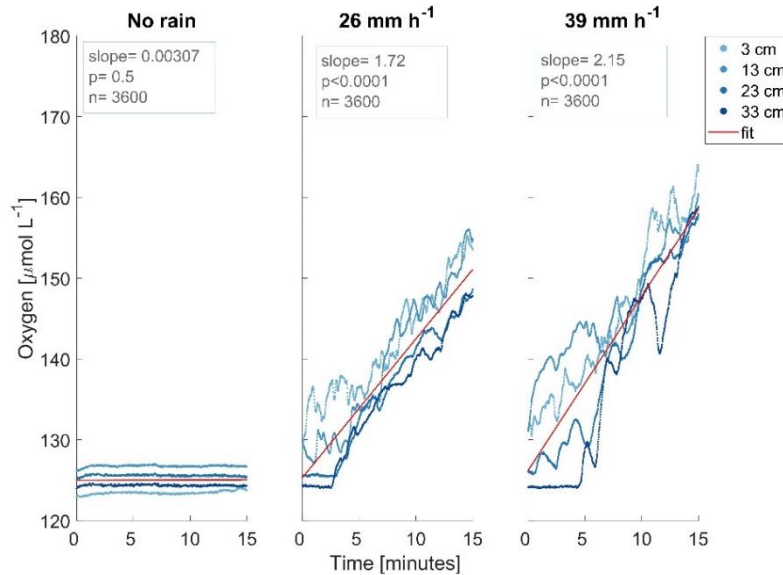 No rain
26 mm h⁻¹
39 mm h⁻¹
slope= 0.00307
p= 0.5
n= 3600
slope= 1.72
p<0.0001
n= 3600
slope= 2.15
p<0.0001
n= 3600
3 cm
13 cm
23 cm
33 cm
fit
Oxygen [μmol L⁻¹]
180
170
160
150
140
130
120
0 5 10 15
0 5 10 15
0 5 10 15
Time [minutes]